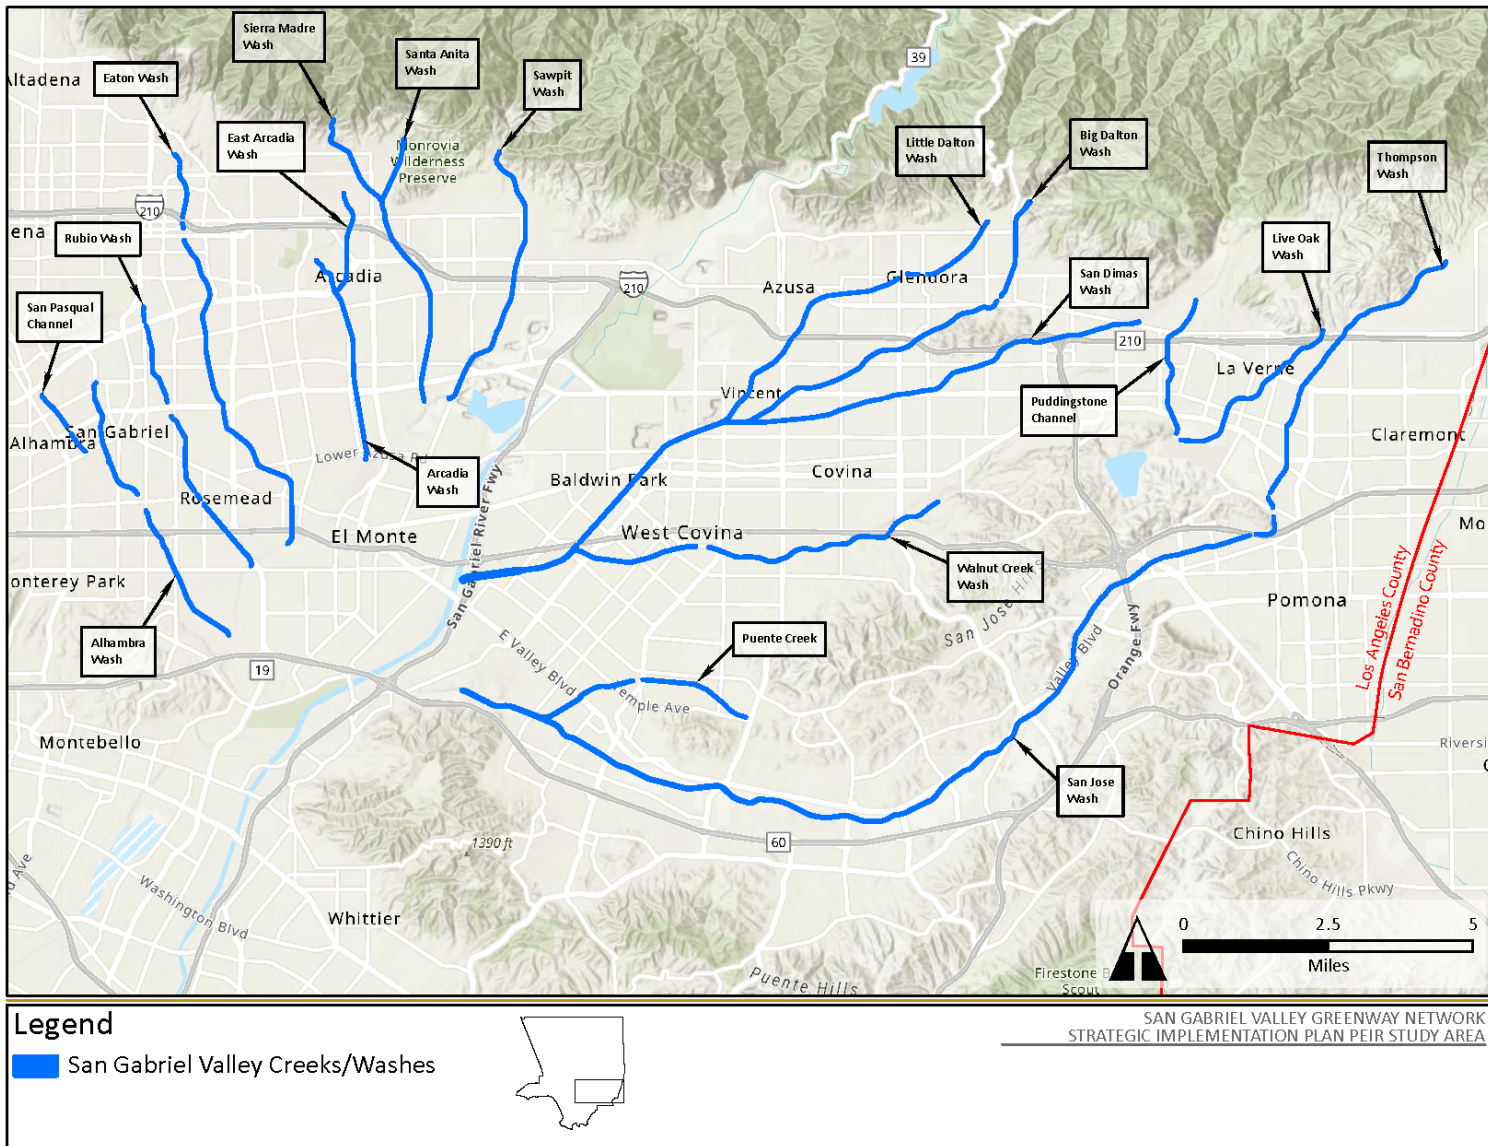 Sierra Madre
Wash
Santa Anita
Wash
39
Altadena
Eaton Wash
Sawpit
Wash
East Arcadia
Wash
Monrovia
Wilderness
Preserve
Little Dalton
Wash
Big Dalton
Wash
Thompson
Wash
210
ena
Rubio Wash
Live Oak
Wash
Arcadia
210
Azusa
Glendora
San Dimas
Wash
San Pasqual
Channel
210
La Verne
Vincent
Puddingstone
Channel
Alhambra
San Gabriel
Claremont
Lower Azusa Rd
Arcadia
Wash
Rosemead
Baldwin Park
Covina
San Gabriel River Fwy
El Monte
West Covina
Mo
Walnut Creek
Wash
onterey Park
San Jose Hills
Pomona
Los Angeles County
San Bernadino County
Alhambra
Wash
Puente Creek
E Valley Blvd
Temple Ave
Valley Blvd
Orange Fwy
19
Montebello
Riversi
San Jose
Wash
60
1390 ft
Chino Hills
Chino Hills Pkwy
d Ave
Washington Blvd
Whittier
Puente Hills
Firestone B
Scout
0
2.5
5
Miles
Legend
San Gabriel Valley Creeks/Washes
SAN GABRIEL VALLEY GREENWAY NETWORK
STRATEGIC IMPLEMENTATION PLAN PEIR STUDY AREA